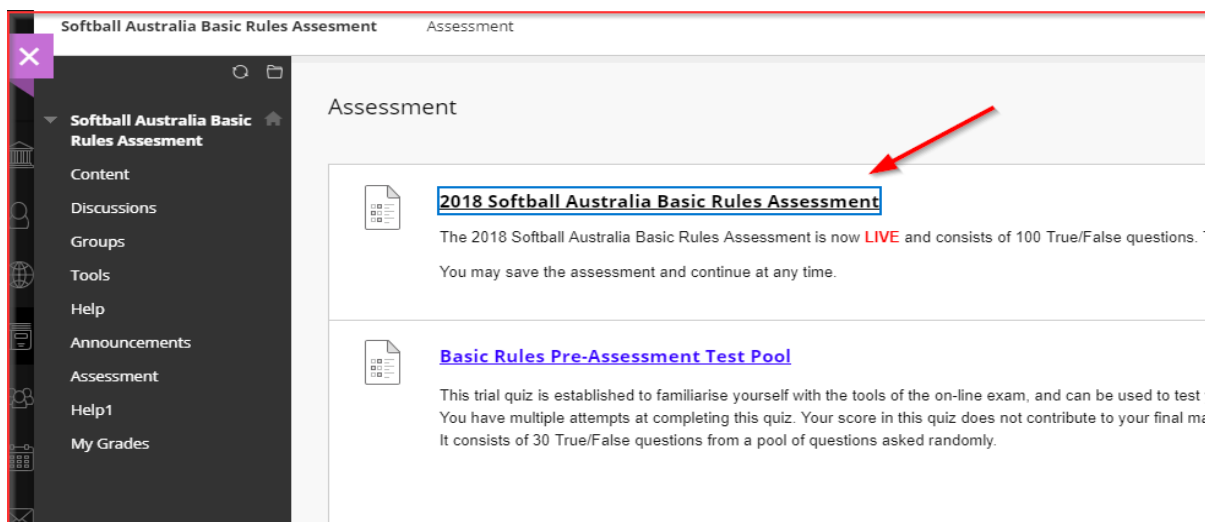 Softball Australia Basic Rules Assesment Assessment
Softball Australia Basic
Rules Assesment
Content
Discussions
Groups
Tools
Help
Announcements
Assessment
Help1
My Grades
Assessment
2018 Softball Australia Basic Rules Assessment
The 2018 Softball Australia Basic Rules Assessment is now LIVE and consists of 100 True/False questions.
You may save the assessment and continue at any time.
Basic Rules Pre-Assessment Test Pool
This trial quiz is established to familiarise yourself with the tools of the on-line exam, and can be used to test
You have multiple attempts at completing this quiz. Your score in this quiz does not contribute to your final
It consists of 30 True/False questions from a pool of questions asked randomly.